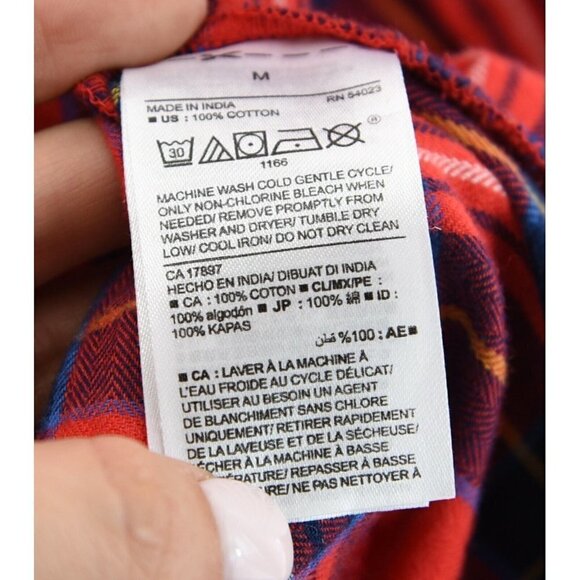 M
MADE IN INDIA RN 54023
■ US : 100% COTTON
30 ®
1166
MACHINE WASH COLD GENTLE CYCLE/
ONLY NON-CHLORINE BLEACH WHEN
NEEDED/ REMOVE PROMPTLY FROM
WASHER AND DRYER/ TUMBLE DRY
LOW/ COOL IRON/ DO NOT DRY CLEAN
CA 17897
HECHO EN INDIA/ DIBUAT DI INDIA
■ CA : 100% COTON ■ CL/MX/PE :
100% algodón ■ JP : 100% 綿 ■ ID :
100% KAPAS
AE: 100% قطن
■ CA : LAVER À LA MACHINE À
L'EAU FROIDE AU CYCLE DÉLICAT/
UTILISER AU BESOIN UN AGENT
DE BLANCHIMENT SANS CHLORE
UNIQUEMENT/ RETIRER RAPIDEMENT
DE LA LAVEUSE ET DE LA SÉCHEUSE/
SÉCHER À LA MACHINE À BASSE
REPASSER À BASSE
NE PAS NETTOYER À